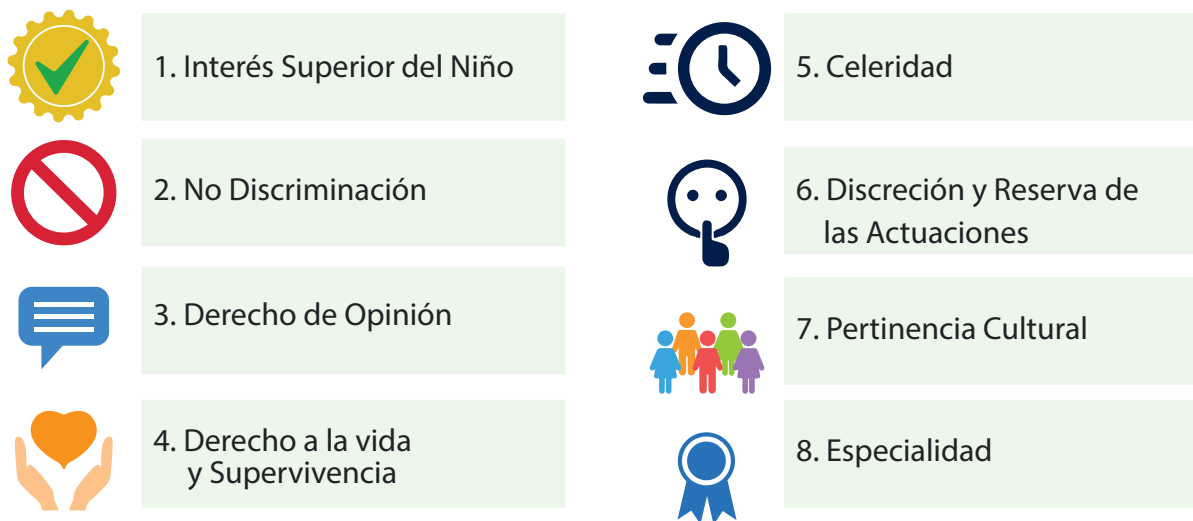 1. Interés Superior del Niño
2. No Discriminación
3. Derecho de Opinión
4. Derecho a la vida
y Supervivencia
5. Celeridad
6. Discreción y Reserva de
las Actuaciones
7. Pertinencia Cultural
8. Especialidad